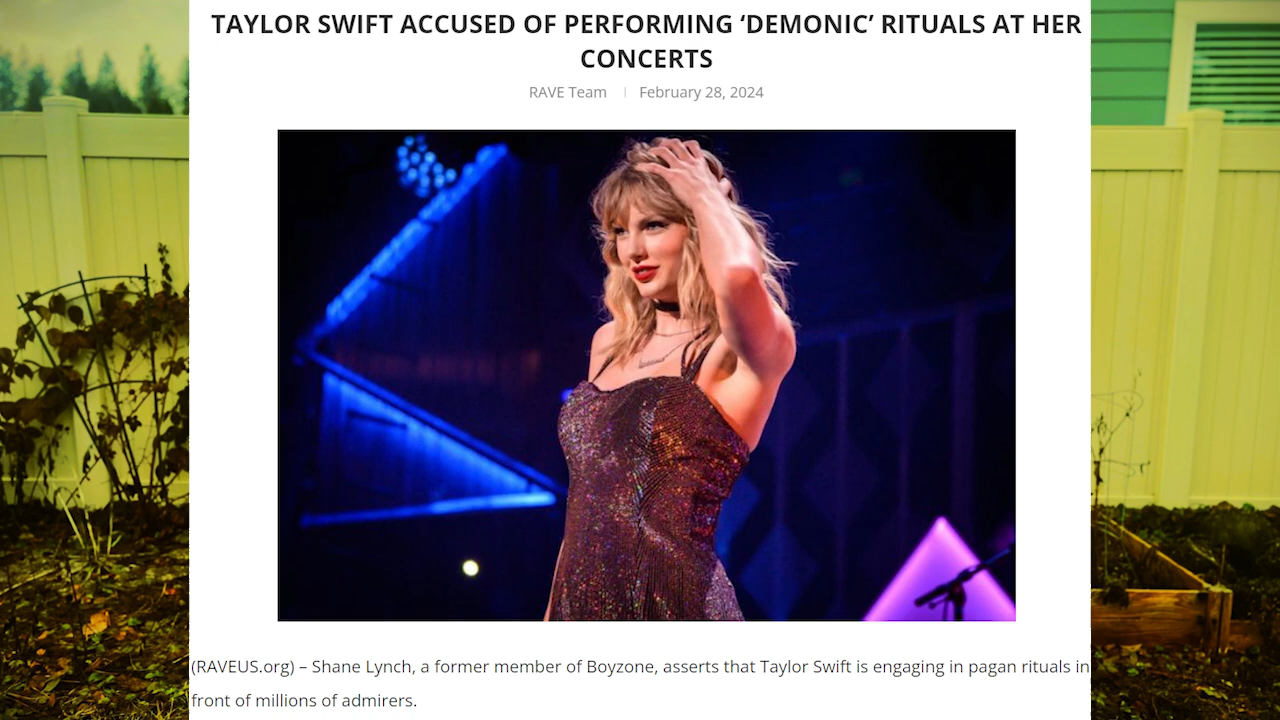 TAYLOR SWIFT ACCUSED OF PERFORMING ‘DEMONIC’ RITUALS AT HER
CONCERTS
RAVE Team | February 28, 2024
(RAVEUS.org) – Shane Lynch, a former member of Boyzone, asserts that Taylor Swift is engaging in pagan rituals in
front of millions of admirers.